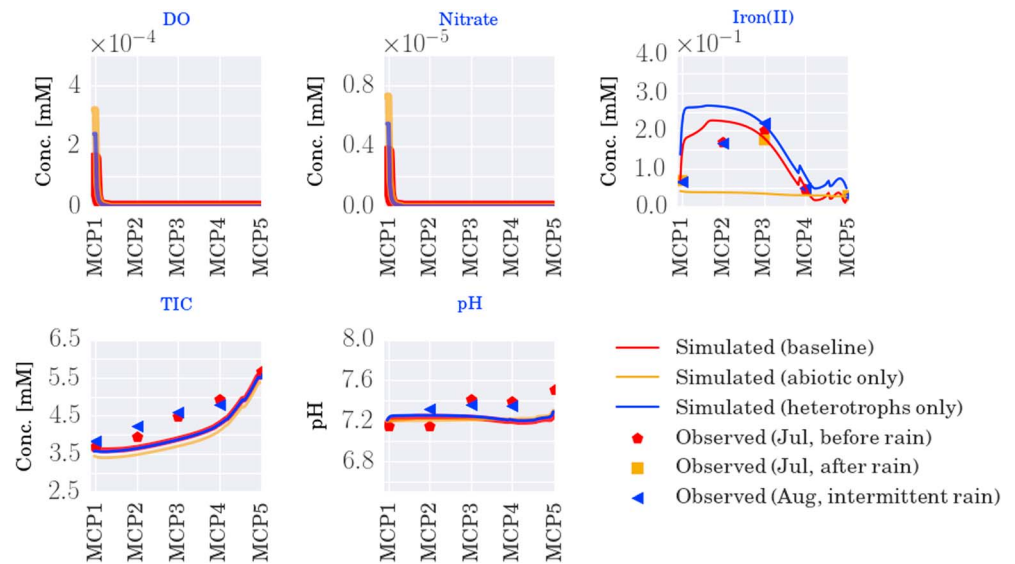 DO
×10⁻⁴
Conc. [mM]
4
2
0
MCP1
MCP2
MCP3
MCP4
MCP5
Nitrate
×10⁻⁵
Conc. [mM]
0.8
0.4
0.0
MCP1
MCP2
MCP3
MCP4
MCP5
Iron(II)
×10⁻¹
Conc. [mM]
4.0
3.0
2.0
1.0
0.0
MCP1
MCP2
MCP3
MCP4
MCP5
TIC
Conc. [mM]
6.5
5.5
4.5
3.5
2.5
MCP1
MCP2
MCP3
MCP4
MCP5
pH
pH
8.0
7.6
7.2
6.8
MCP1
MCP2
MCP3
MCP4
MCP5
Simulated (baseline)
Simulated (abiotic only)
Simulated (heterotrophs only)
Observed (Jul, before rain)
Observed (Jul, after rain)
Observed (Aug, intermittent rain)